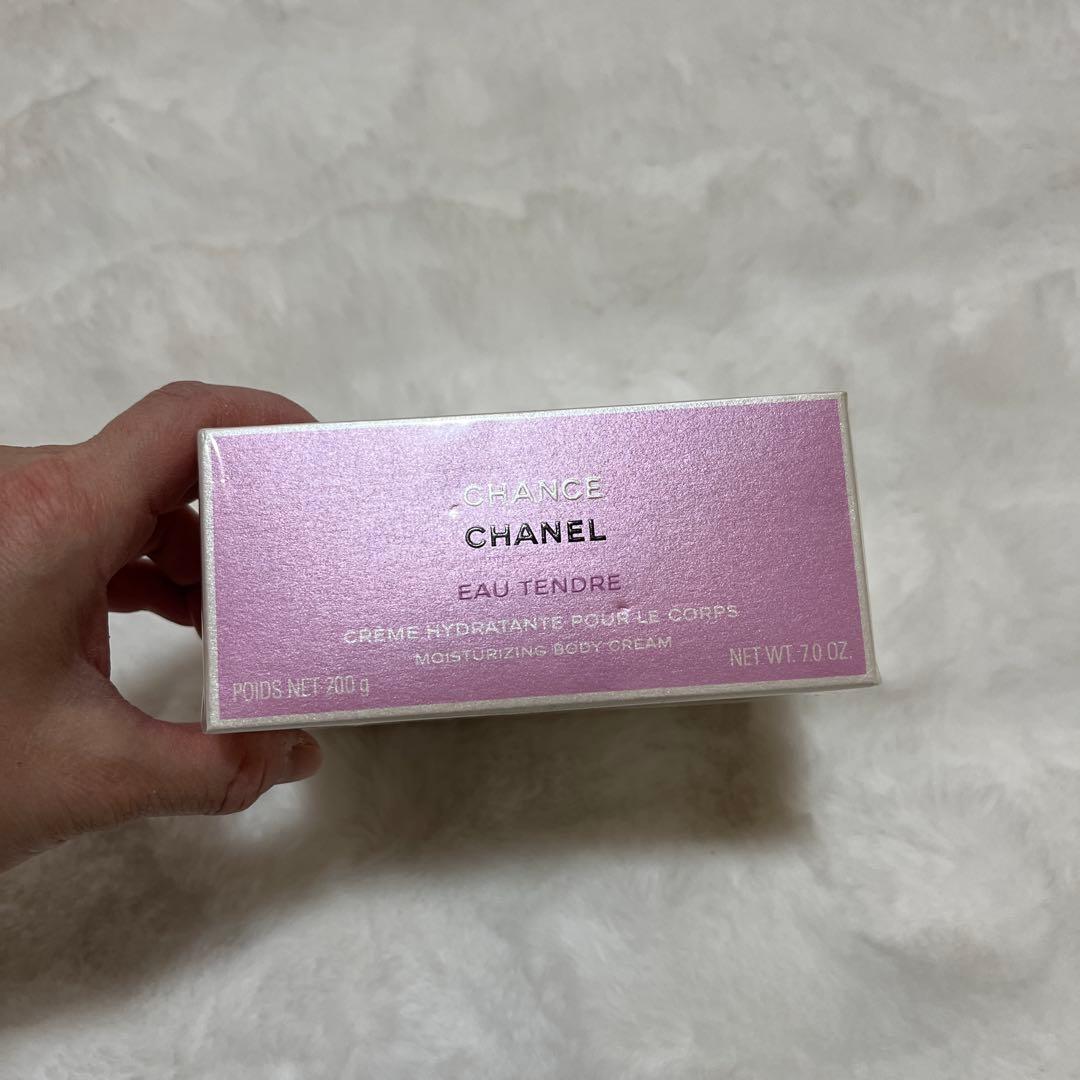 CHANCE
CHANEL
EAU TENDRE
CRÈME HYDRATANTE POUR LE CORPS
MOISTURIZING BODY CREAM
POIDS NET 200 g
NET WT. 7.0 OZ.